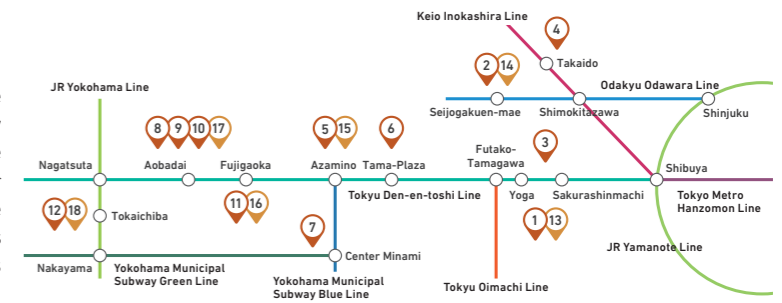 Keio Inokashira Line
4
Takaido
2 14
Odakyu Odawara Line
JR Yokohama Line
Seijogakuen-mae
Shimokitazawa
Shinjuku
8 9 10 17
5 15
6
3
Futako-
Tamagawa
Nagatsuta
Aobadai
Fujigaoka
Azamino
Tama-Plaza
Shibuya
Tokyu Den-en-toshi Line
Yoga
Sakurashinmachi
Tokyo Metro
Hanzomon Line
12 18
Tokaichiba
11 16
7
1 13
JR Yamanote Line
Nakayama
Yokohama Municipal
Subway Green Line
Center Minami
Yokohama Municipal
Subway Blue Line
Tokyu Oimachi Line